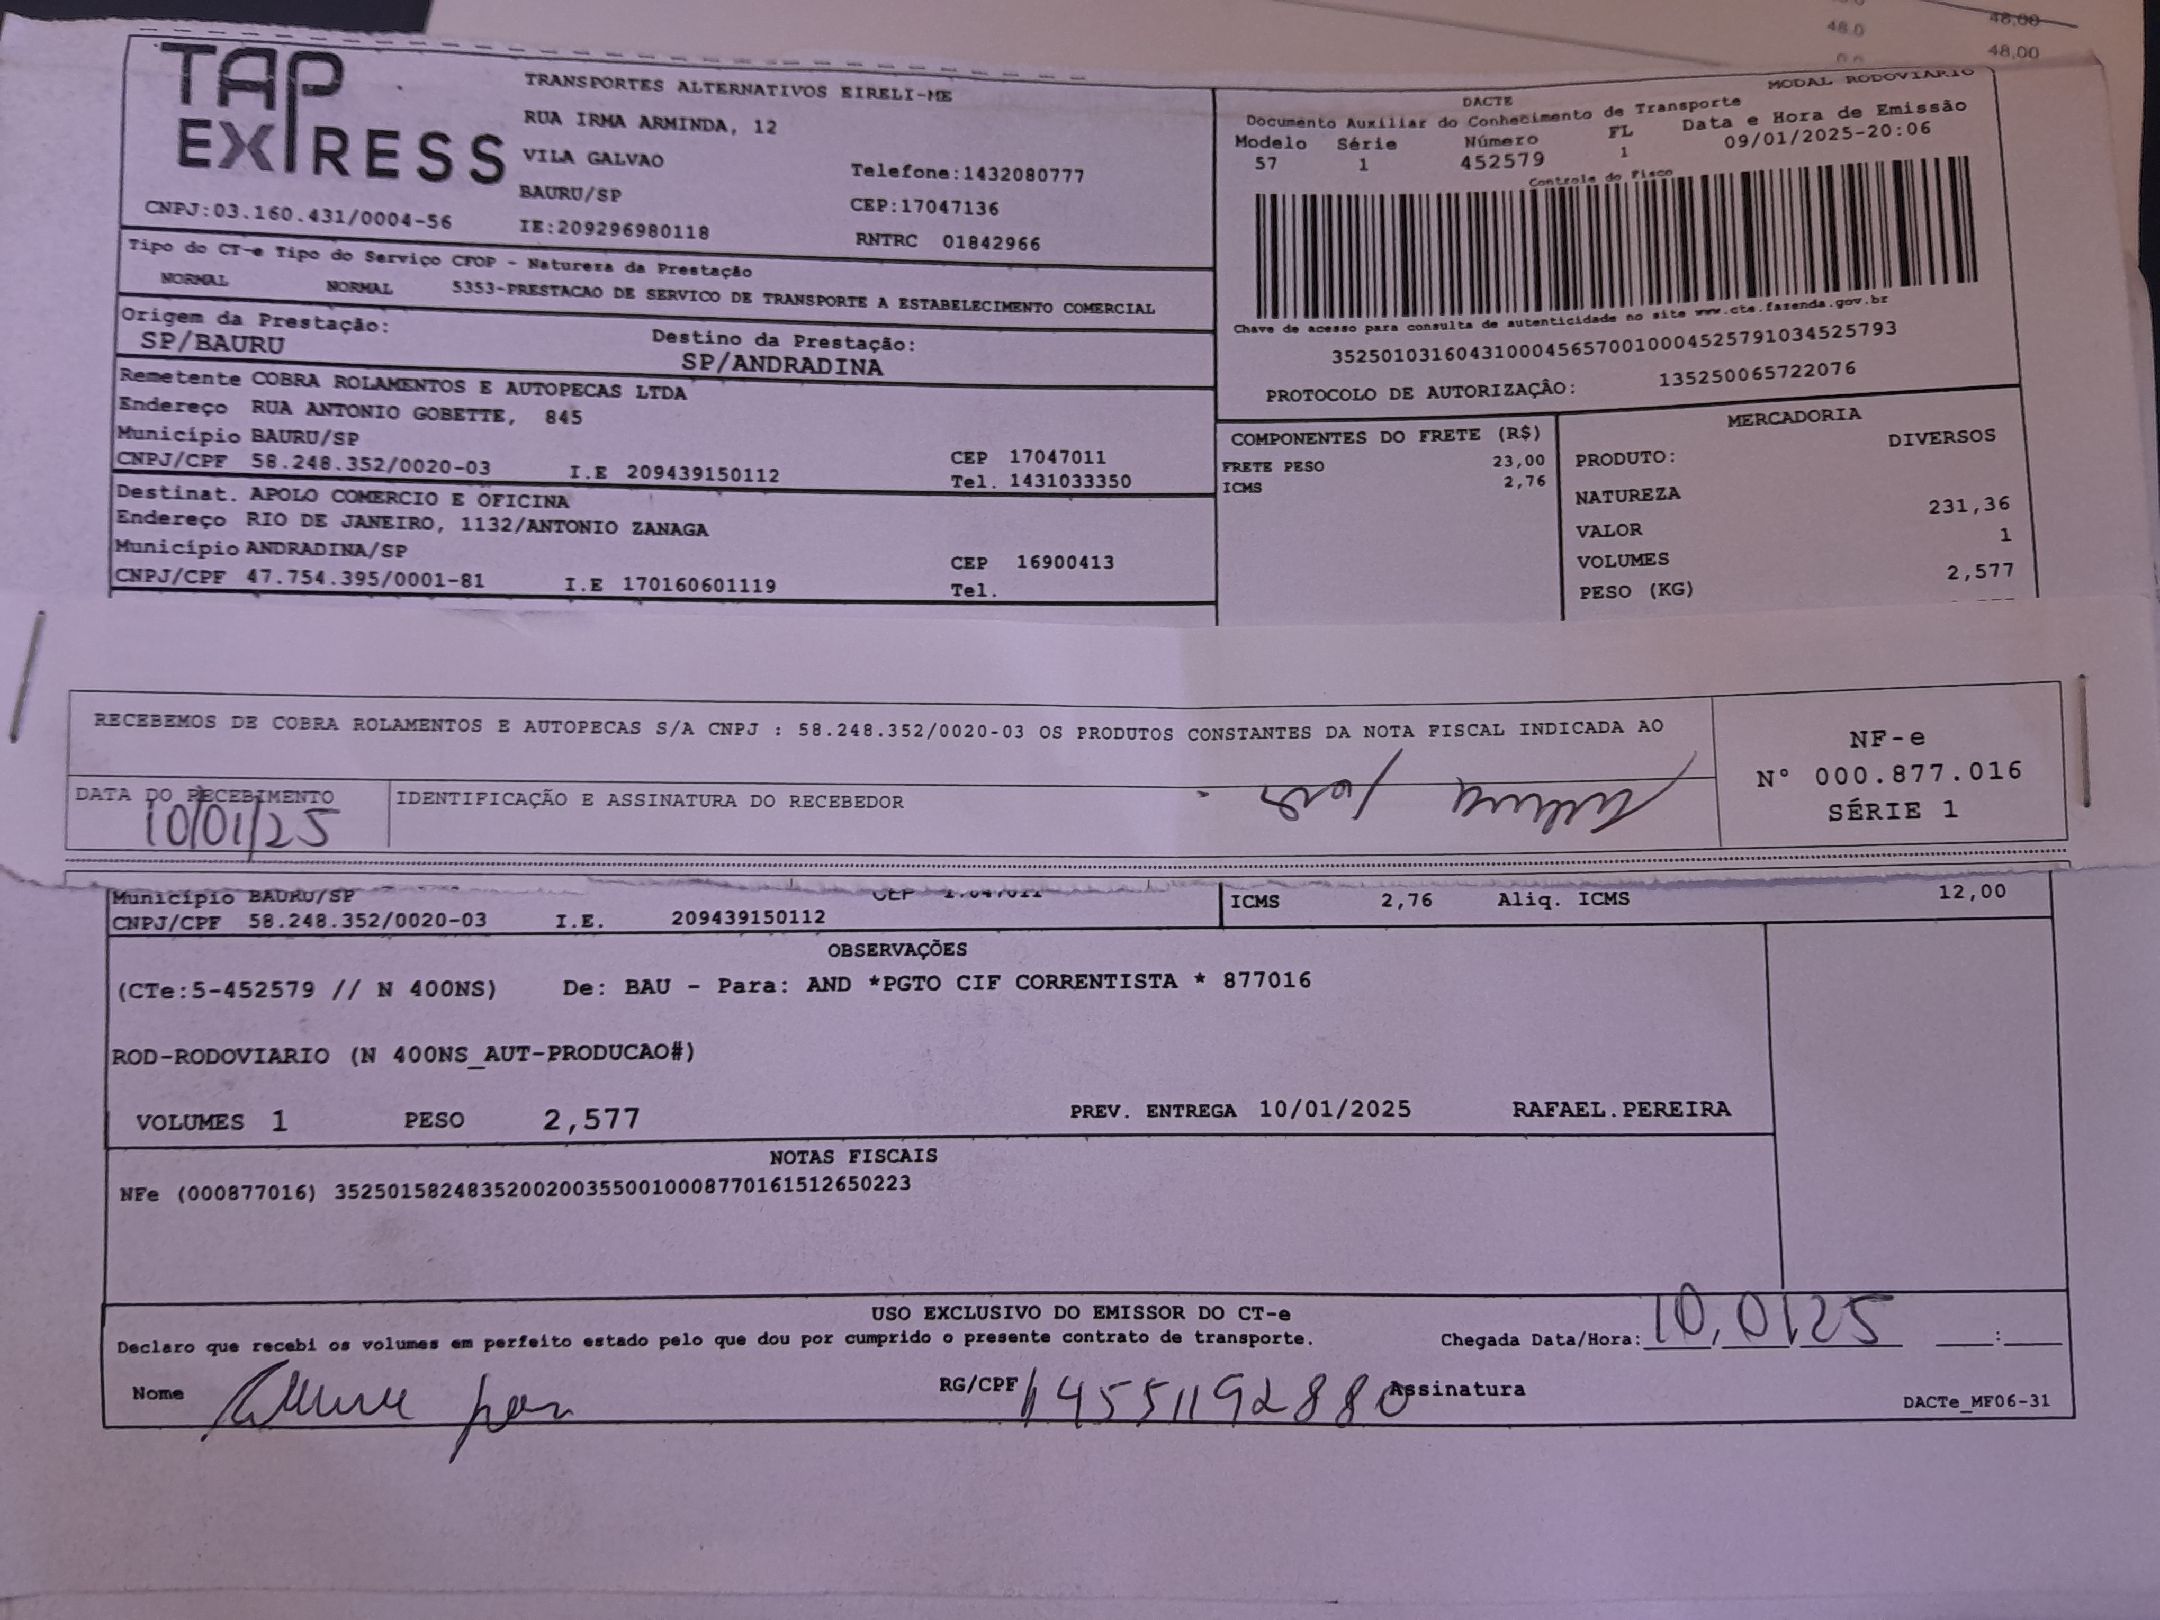 48.0 48,00
48,00
TAP EXPRESS
TRANSPORTES ALTERNATIVOS EIRELI-ME
RUA IRMA ARMINDA, 12
VILA GALVAO Telefone:1432080777
BAURU/SP CEP:17047136
CNPJ:03.160.431/0004-56 IE:209296980118 RNTRC 01842966
MODAL RODOVIARIO
DACTE
Documento Auxiliar do Conhecimento de Transporte
Modelo Série Número FL Data e Hora de Emissão
57 1 452579 1 09/01/2025-20:06
Controle do Fisco
Chave de acesso para consulta de autenticidade no site www.cte.fazenda.gov.br
35250103160431000456570010004525791034525793
PROTOCOLO DE AUTORIZAÇÂO: 135250065722076
Tipo do CT-e Tipo do Serviço CFOP - Natureza da Prestação
NORMAL NORMAL 5353-PRESTACAO DE SERVICO DE TRANSPORTE A ESTABELECIMENTO COMERCIAL
Origem da Prestação: Destino da Prestação:
SP/BAURU SP/ANDRADINA
Remetente COBRA ROLAMENTOS E AUTOPECAS LTDA
Endereço RUA ANTONIO GOBETTE, 845
Município BAURU/SP CEP 17047011
CNPJ/CPF 58.248.352/0020-03 I.E 209439150112 Tel. 1431033350
Destinat. APOLO COMERCIO E OFICINA
Endereço RIO DE JANEIRO, 1132/ANTONIO ZANAGA
Município ANDRADINA/SP CEP 16900413
CNPJ/CPF 47.754.395/0001-81 I.E 170160601119 Tel.
COMPONENTES DO FRETE (R$)
FRETE PESO 23,00
ICMS 2,76
MERCADORIA
PRODUTO: DIVERSOS
NATUREZA
VALOR 231,36
VOLUMES 1
PESO (KG) 2,577
RECEBEMOS DE COBRA ROLAMENTOS E AUTOPECAS S/A CNPJ : 58.248.352/0020-03 OS PRODUTOS CONSTANTES DA NOTA FISCAL INDICADA AO
DATA DO RECEBIMENTO IDENTIFICAÇÃO E ASSINATURA DO RECEBEDOR
10/01/25
NF-e
N° 000.877.016
SÉRIE 1
Município BAURU/SP CEP
CNPJ/CPF 58.248.352/0020-03 I.E. 209439150112
ICMS 2,76 Aliq. ICMS 12,00
OBSERVAÇÕES
(CTe:5-452579 // N 400NS) De: BAU - Para: AND *PGTO CIF CORRENTISTA * 877016
ROD-RODOVIARIO (N 400NS_AUT-PRODUCAO#)
VOLUMES 1 PESO 2,577 PREV. ENTREGA 10/01/2025 RAFAEL.PEREIRA
NOTAS FISCAIS
NFe (000877016) 35250158248352002003550010008770161512650223
USO EXCLUSIVO DO EMISSOR DO CT-e
Declaro que recebi os volumes em perfeito estado pelo que dou por cumprido o presente contrato de transporte. Chegada Data/Hora: 10,01,25 :
Nome RG/CPF 14551192880 Assinatura
DACTe_MF06-31